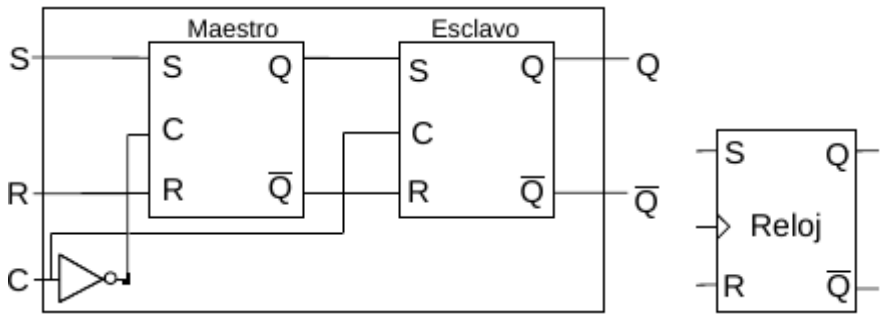 Maestro Esclavo
S S Q S Q Q
C C
R R Q̅ R Q̅ Q̅
C
S Q
Reloj
R Q̅